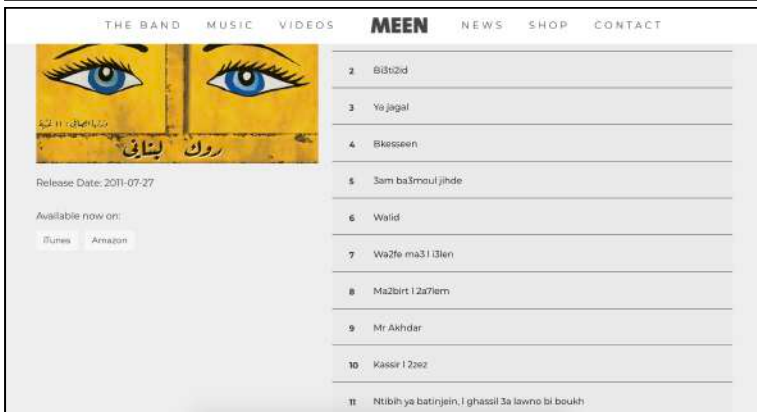 THE BAND MUSIC VIDEOS MEEN NEWS SHOP CONTACT
روك لبناني
Release Date: 2011-07-27
Available now on:
iTunes Amazon
2 Bi3ti2id
3 Ya jagal
4 Bkesseen
5 3am ba3moul jihde
6 Walid
7 Wa2fe ma3 l i3len
8 Ma2birt l 2a7lem
9 Mr Akhdar
10 Kassir l 2zez
11 Ntibih ya batinjein, l ghassil 3a lawno bi boukh